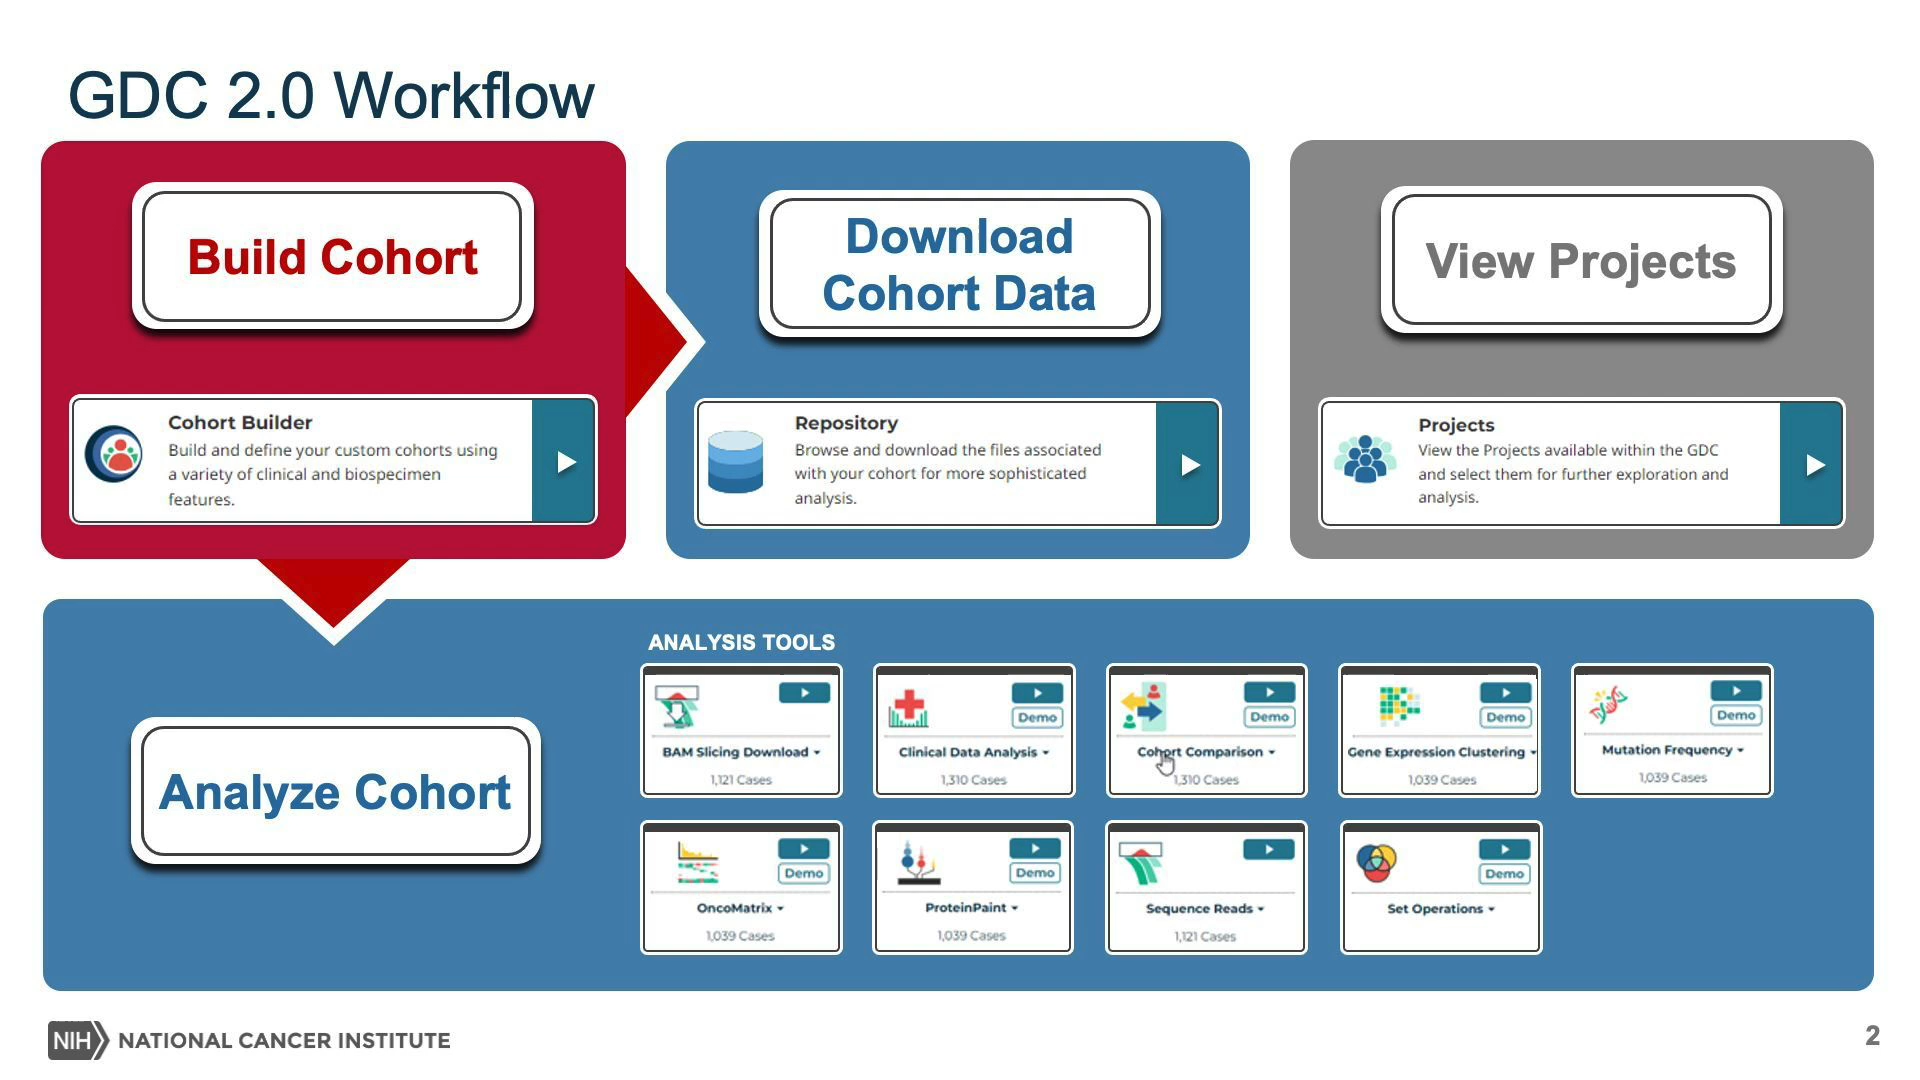 GDC 2.0 Workflow
Build Cohort
Cohort Builder
Build and define your custom cohorts using
a variety of clinical and biospecimen
features.
Download
Cohort Data
Repository
Browse and download the files associated
with your cohort for more sophisticated
analysis.
View Projects
Projects
View the Projects available within the GDC
and select them for further exploration and
analysis.
Analyze Cohort
ANALYSIS TOOLS
BAM Slicing Download
1,121 Cases
Demo
Clinical Data Analysis
1,310 Cases
Demo
Cohort Comparison
1,310 Cases
Demo
Gene Expression Clustering
1,039 Cases
Demo
Mutation Frequency
1,039 Cases
Demo
OncoMatrix
1,039 Cases
Demo
ProteinPaint
1,039 Cases
Sequence Reads
1,121 Cases
Demo
Set Operations
NIH NATIONAL CANCER INSTITUTE
2